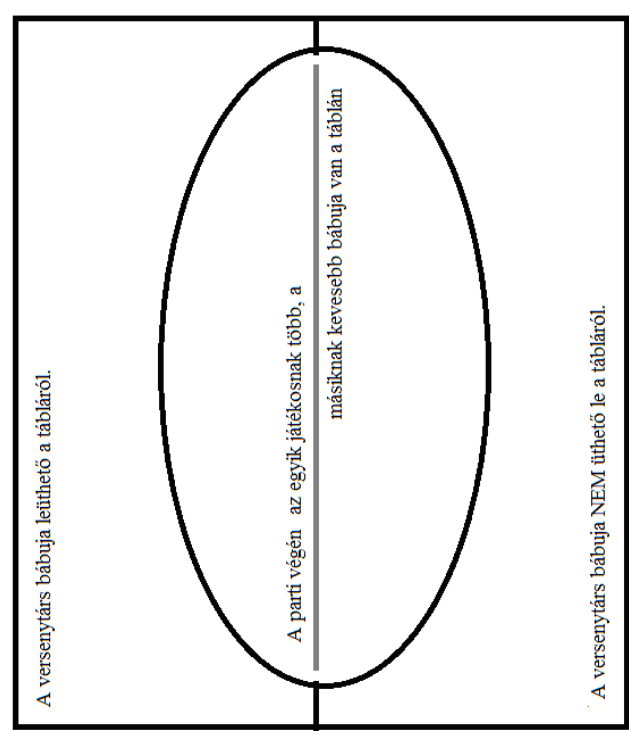 A versenytárs bábuja leüthető a tábláról.
A parti végén az egyik játékosnak több, a
másiknak kevesebb bábuja van a táblán
A versenytárs bábuja NEM üthető le a tábláról.